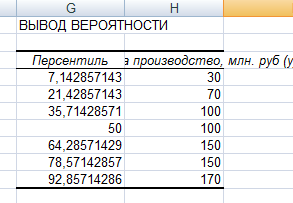 G H
ВЫВОД ВЕРОЯТНОСТИ
Персентиль а производство, млн. руб (у
7,142857143 30
21,42857143 70
35,71428571 100
50 100
64,28571429 150
78,57142857 150
92,85714286 170